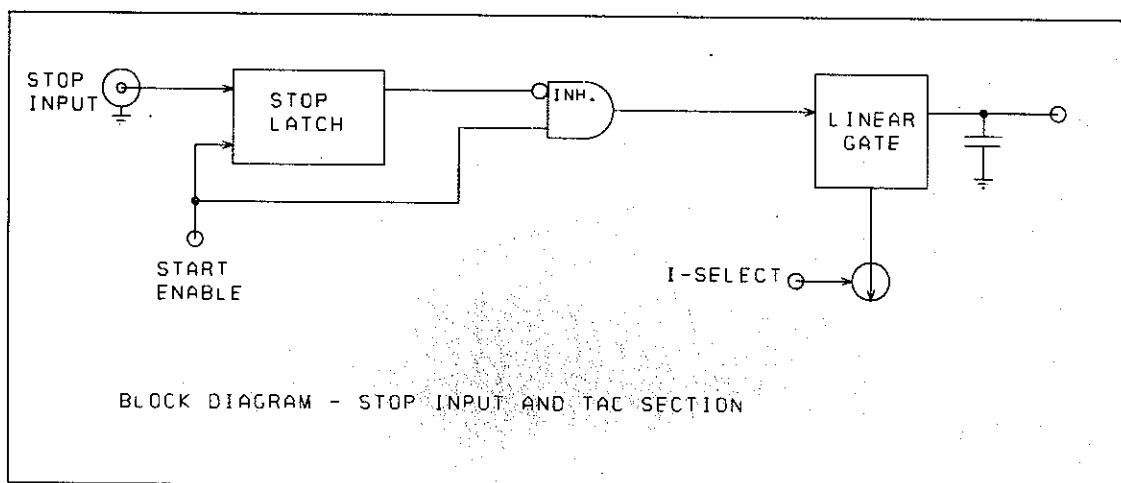 STOP
INPUT
STOP
LATCH
INH.
LINEAR
GATE
START
ENABLE
I-SELECT
BLOCK DIAGRAM - STOP INPUT AND TAC SECTION